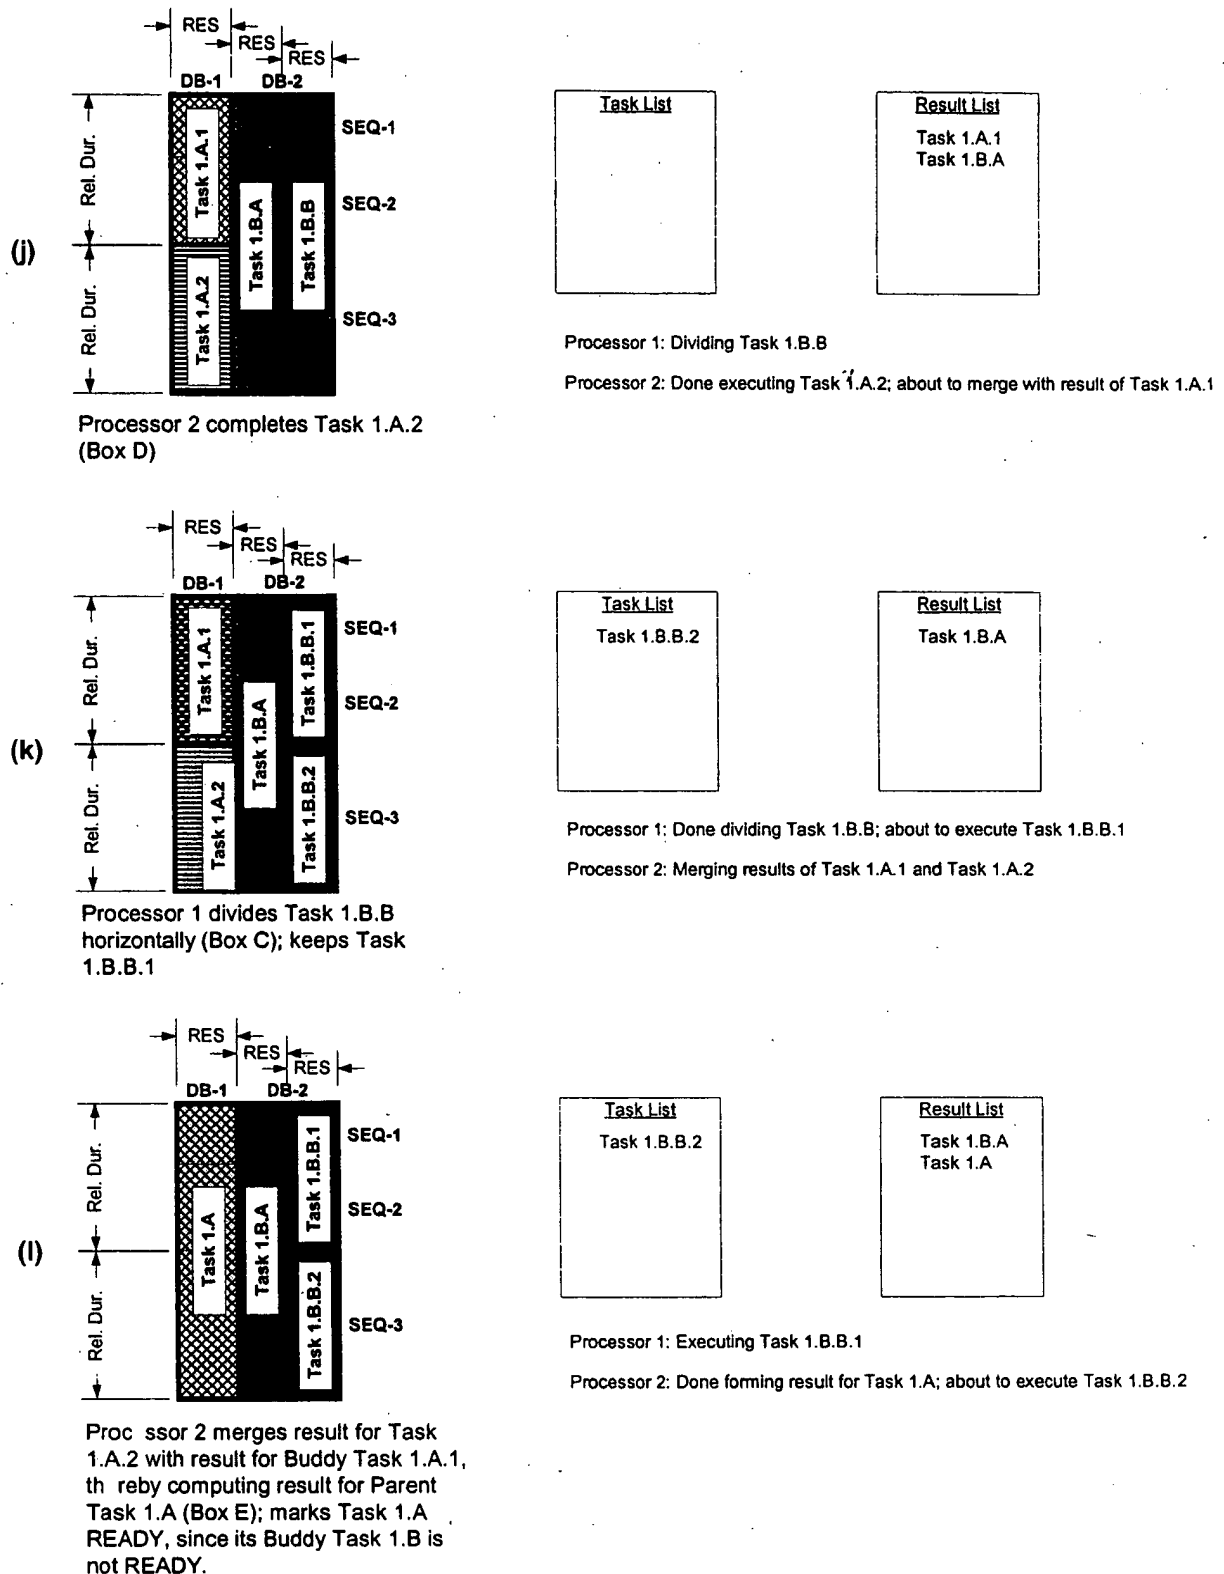 RES
RES
RES
DB-1
DB-2
(j)
Rel. Dur.
Rel. Dur.
Task 1.A.1
Task 1.A.2
Task 1.B.A
Task 1.B.B
SEQ-1
SEQ-2
SEQ-3
Processor 2 completes Task 1.A.2
(Box D)
Task List
Result List
Task 1.A.1
Task 1.B.A
Processor 1: Dividing Task 1.B.B
Processor 2: Done executing Task 1.A.2; about to merge with result of Task 1.A.1
RES
RES
RES
DB-1
DB-2
(k)
Rel. Dur.
Rel. Dur.
Task 1.A.1
Task 1.A.2
Task 1.B.A
Task 1.B.B.1
Task 1.B.B.2
SEQ-1
SEQ-2
SEQ-3
Processor 1 divides Task 1.B.B
horizontally (Box C); keeps Task
1.B.B.1
Task List
Task 1.B.B.2
Result List
Task 1.B.A
Processor 1: Done dividing Task 1.B.B; about to execute Task 1.B.B.1
Processor 2: Merging results of Task 1.A.1 and Task 1.A.2
RES
RES
RES
DB-1
DB-2
(l)
Rel. Dur.
Rel. Dur.
Task 1.A
Task 1.B.A
Task 1.B.B.1
Task 1.B.B.2
SEQ-1
SEQ-2
SEQ-3
Proc ssor 2 merges result for Task
1.A.2 with result for Buddy Task 1.A.1,
th reby computing result for Parent
Task 1.A (Box E); marks Task 1.A
READY, since its Buddy Task 1.B is
not READY.
Task List
Task 1.B.B.2
Result List
Task 1.B.A
Task 1.A
Processor 1: Executing Task 1.B.B.1
Processor 2: Done forming result for Task 1.A; about to execute Task 1.B.B.2